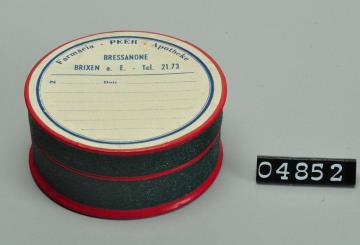 Farmacia - PEER - Apotheke
BRESSANONE
BRIXEN a. E. - Tel. 21.73
N Dott
04852